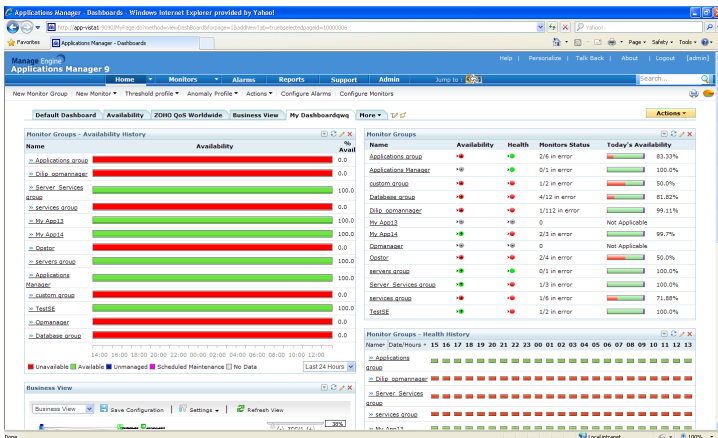 Applications Manager - Dashboards - Windows Internet Explorer provided by Yahoo!
Favorites Applications Manager - Dashboards Page Safety Tools
Help | Personalize | Talk Back | About | Logout [admin]
Manage Engine
Applications Manager 9
Home Monitors Alarms Reports Support Admin Jump to : Search...
New Monitor Group New Monitor Threshold profile Anomaly Profile Actions Configure Alarms Configure Monitors
Default Dashboard Availability ZOHO QoS Worldwide Business View My Dashboardqwq More Actions
Monitor Groups - Availability History
Name Availability % Avail
» Applications group 0.0
» Dilip opmannager 0.0
» Server Services group 100.0
» services group 0.0
» My App13 100.0
» My App14 100.0
» Opstor 0.0
» servers group 100.0
» Applications Manager 100.0
» custom group 0.0
» TestSE 100.0
» Opmanager 0.0
» Database group 0.0
14:00 16:00 18:00 20:00 22:00 00:00 02:00 04:00 06:00 08:00 10:00 12:00
Unavailable Available Unmanaged Scheduled Maintenance No Data Last 24 Hours
Business View
Business View Save Configuration | Settings | Refresh View
38%
Monitor Groups
Name Availability Health Monitors Status Today's Availability
Applications group 2/6 in error 83.33%
Applications Manager 0/1 in error 100.0%
custom group 1/2 in error 50.0%
Database group 4/12 in error 81.82%
Dilip opmannager 1/112 in error 99.11%
My App13 0 Not Applicable
My App14 2/3 in error 99.7%
Opmanager 0 Not Applicable
Opstor 2/4 in error 50.0%
servers group 0/1 in error 100.0%
Server Services group 1/3 in error 100.0%
services group 1/6 in error 71.88%
TestSE 1/2 in error 100.0%
Monitor Groups - Health History
Name Date/Hours 15 16 17 18 19 20 21 22 23 00 01 02 03 04 05 06 07 08 09 10 11 12 13
» Applications group
» Dilip opmannager
» Server Services group
» services group
» My App13
Done Local intranet 100%